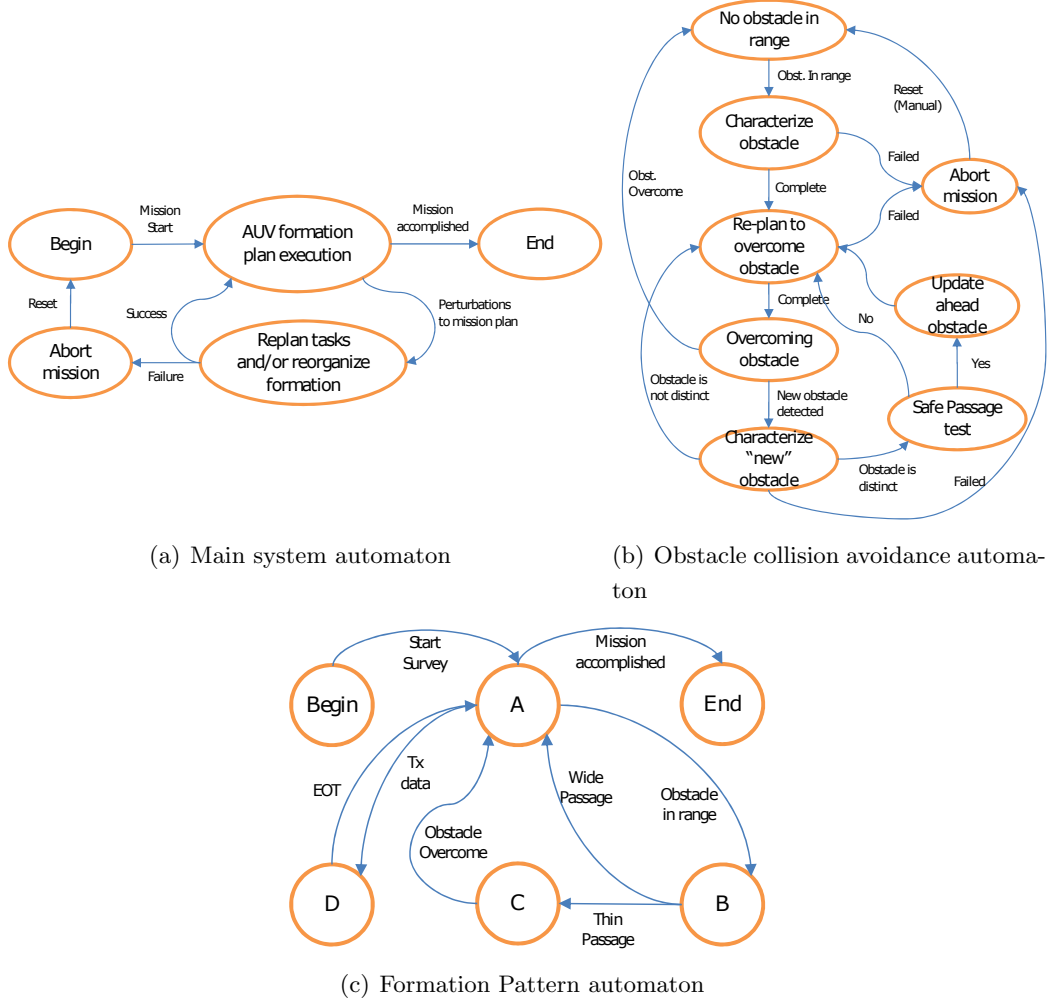 Begin
Mission
Start
AUV formation
plan execution
Mission
accomplished
End
Reset
Success
Perturbations
to mission plan
Abort
mission
Failure
Replan tasks
and/or reorganize
formation
(a) Main system automaton
No obstacle in
range
Obst. In range
Reset
(Manual)
Characterize
obstacle
Failed
Abort
mission
Obst.
Overcome
Complete
Failed
Re-plan to
overcome
obstacle
Update
ahead
obstacle
Complete
No
Overcoming
obstacle
Yes
Obstacle is
not distinct
New obstacle
detected
Safe Passage
test
Characterize
“new”
obstacle
Obstacle is
distinct
Failed
(b) Obstacle collision avoidance automa-
ton
Start
Survey
Mission
accomplished
Begin
A
End
EOT
Tx
data
Wide
Passage
Obstacle
in range
Obstacle
Overcome
D
C
B
Thin
Passage
(c) Formation Pattern automaton